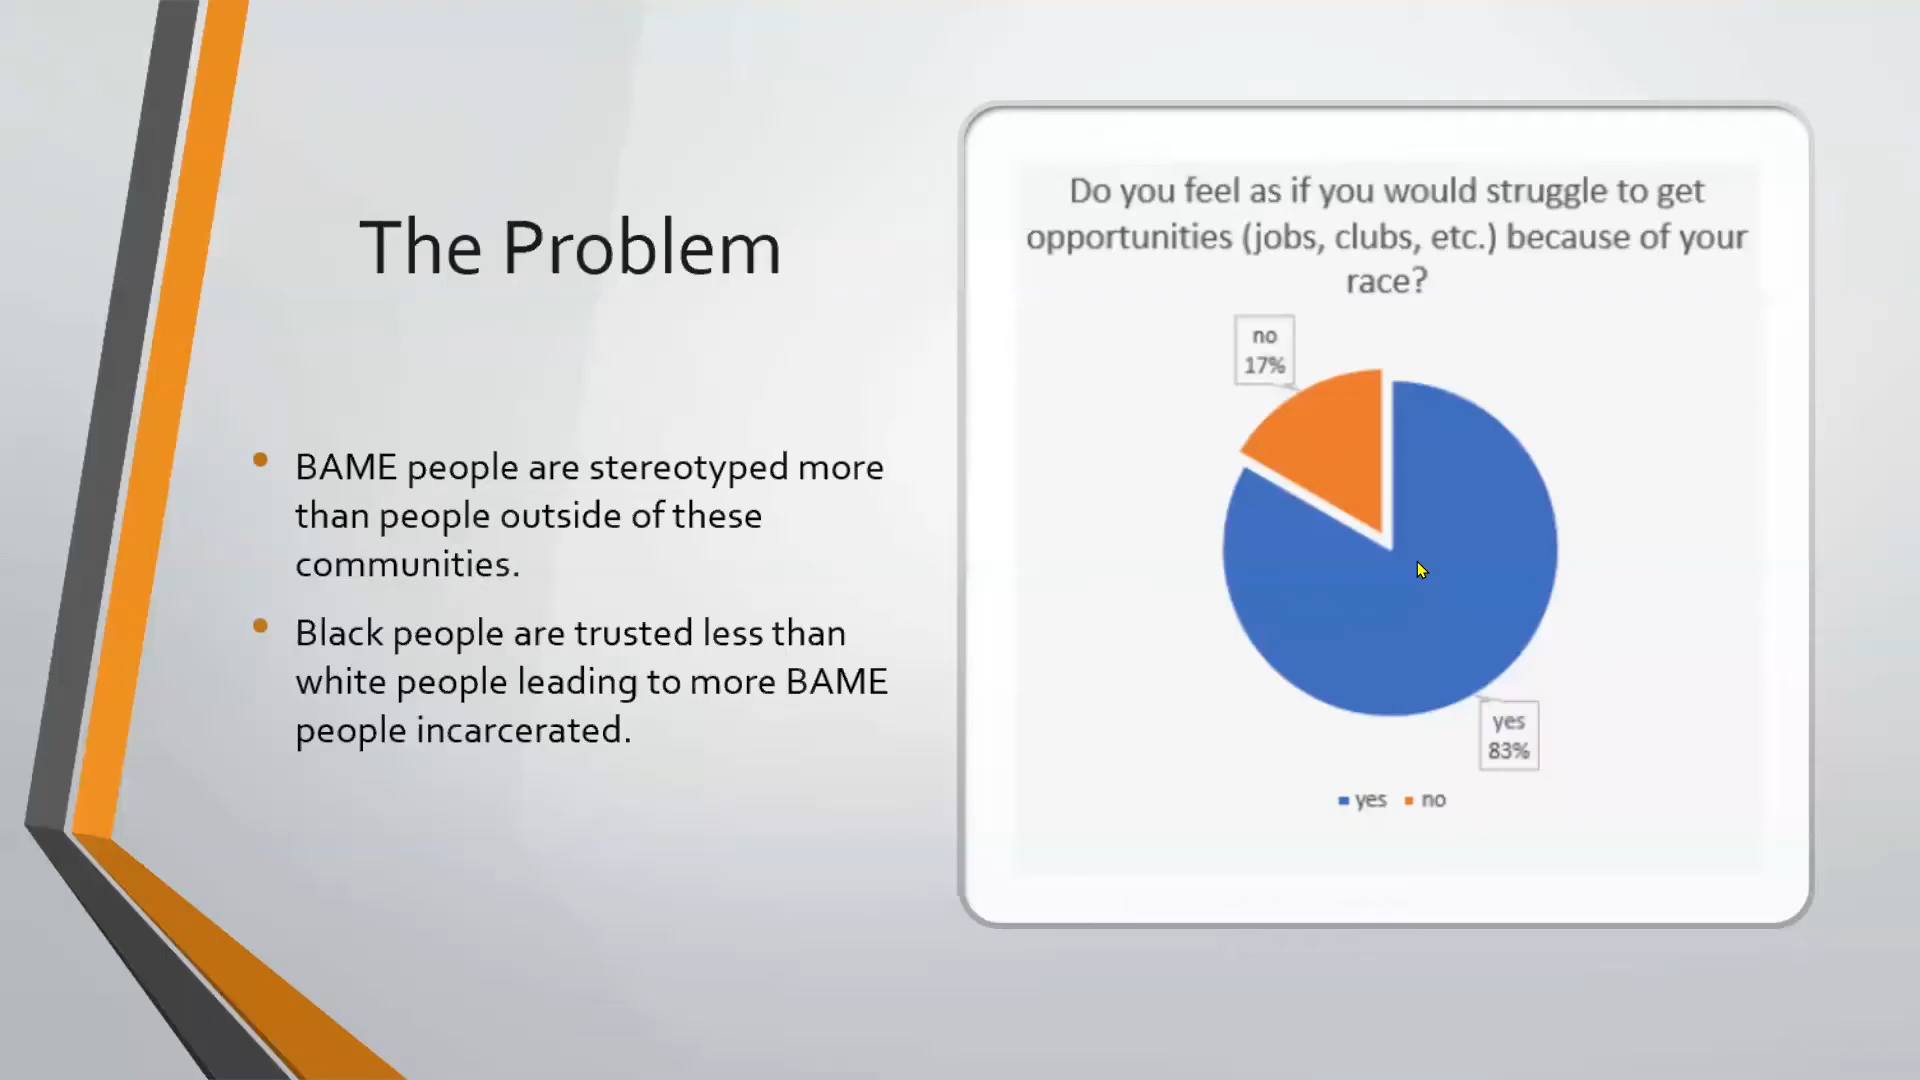 The Problem
• BAME people are stereotyped more
than people outside of these
communities.
• Black people are trusted less than
white people leading to more BAME
people incarcerated.
Do you feel as if you would struggle to get
opportunities (jobs, clubs, etc.) because of your
race?
no
17%
yes
83%
yes no